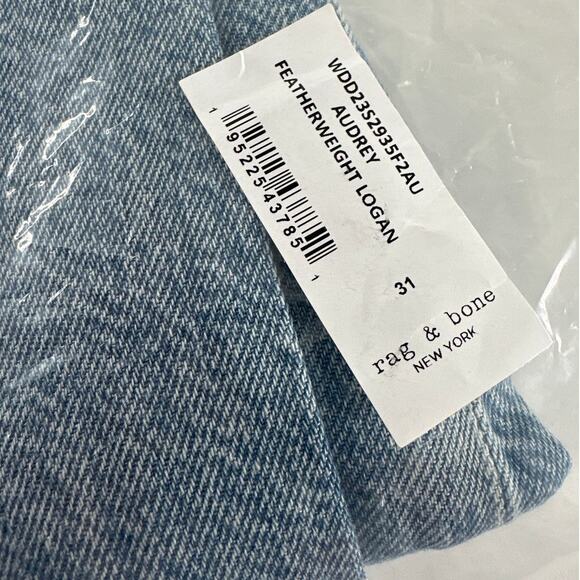 WDD23S2935F2AU
AUDREY
FEATHERWEIGHT LOGAN
1 95225 43785 1
31
rag & bone
NEW YORK